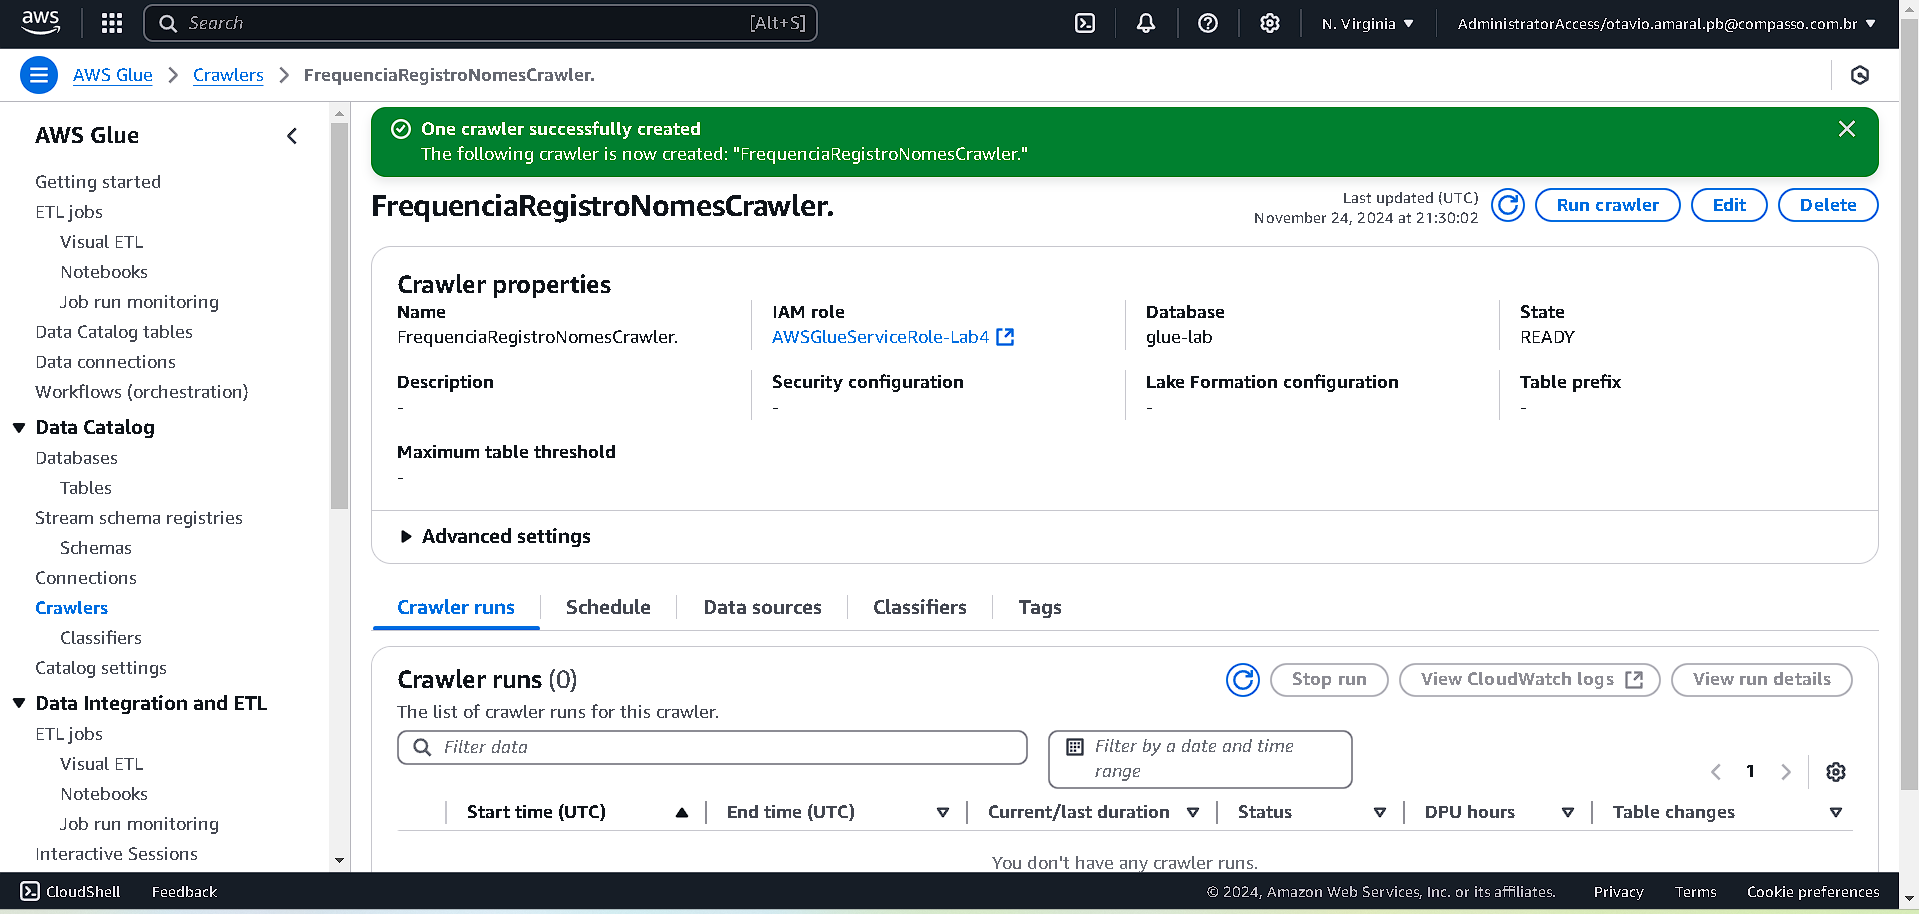 aws
Search
[Alt+S]
N. Virginia
AdministratorAccess/otavio.amaral.pb@compasso.com.br
AWS Glue
Crawlers
FrequenciaRegistroNomesCrawler.
AWS Glue
Getting started
ETL jobs
Visual ETL
Notebooks
Job run monitoring
Data Catalog tables
Data connections
Workflows (orchestration)
Data Catalog
Databases
Tables
Stream schema registries
Schemas
Connections
Crawlers
Classifiers
Catalog settings
Data Integration and ETL
ETL jobs
Visual ETL
Notebooks
Job run monitoring
Interactive Sessions
One crawler successfully created
The following crawler is now created: "FrequenciaRegistroNomesCrawler."
FrequenciaRegistroNomesCrawler.
Last updated (UTC)
November 24, 2024 at 21:30:02
Run crawler
Edit
Delete
Crawler properties
Name
FrequenciaRegistroNomesCrawler.
IAM role
AWSGlueServiceRole-Lab4
Database
glue-lab
State
READY
Description
-
Security configuration
-
Lake Formation configuration
-
Table prefix
-
Maximum table threshold
-
Advanced settings
Crawler runs
Schedule
Data sources
Classifiers
Tags
Crawler runs (0)
The list of crawler runs for this crawler.
Stop run
View CloudWatch logs
View run details
Filter data
Filter by a date and time
range
1
Start time (UTC)
End time (UTC)
Current/last duration
Status
DPU hours
Table changes
You don't have any crawler runs.
CloudShell
Feedback
© 2024, Amazon Web Services, Inc. or its affiliates.
Privacy
Terms
Cookie preferences